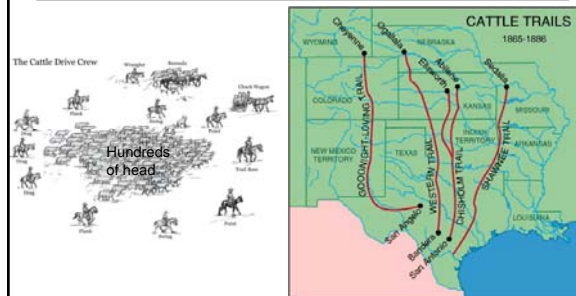 The Cattle Drive Crew
Wrangler
Remuda
Chuck Wagon
Flank
Point
Hundreds
of head
Trail Boss
Drag
Flank
Swing
Point
CATTLE TRAILS
1865-1886
Cheyenne
Ogallala
Ellsworth
Abilene
Sedalia
WYOMING
NEBRASKA
COLORADO
KANSAS
MISSOURI
NEW MEXICO
TERRITORY
TEXAS
INDIAN
TERRITORY
ARKANSAS
LOUISIANA
GOODNIGHT-LOVING TRAIL
WESTERN TRAIL
CHISHOLM TRAIL
SHAWNEE TRAIL
San Angelo
Bandera
San Antonio